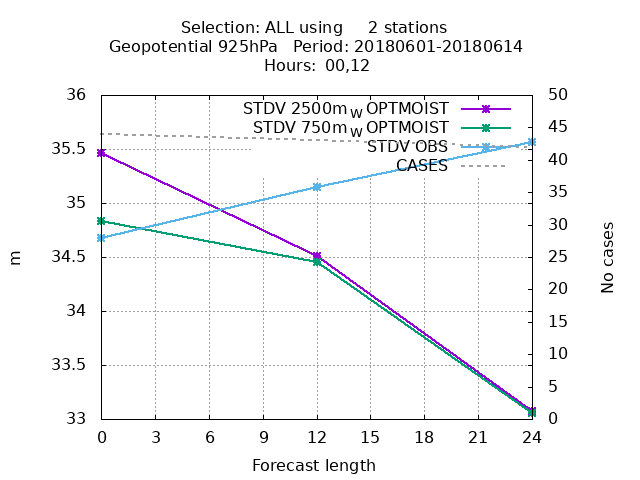 Selection: ALL using     2 stations
Geopotential 925hPa   Period: 20180601-20180614
Hours: 00,12
36
35.5
35
34.5
34
33.5
33
m
50
45
40
35
30
25
20
15
10
5
0
No cases
STDV 2500m_W OPTMOIST
STDV 750m_W OPTMOIST
STDV OBS
CASES
0 3 6 9 12 15 18 21 24
Forecast length